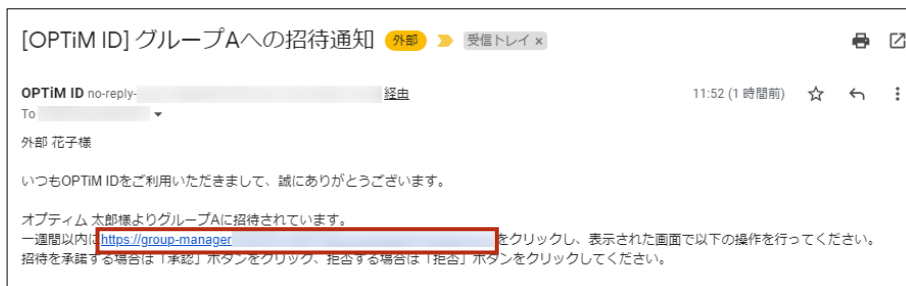 [OPTiM ID] グループAへの招待通知 外部 受信トレイ ×
OPTiM ID no-reply- 経由 11:52 (1 時間前)
To
外部 花子様
いつもOPTiM IDをご利用いただきまして、誠にありがとうございます。
オプティム 太郎様よりグループAに招待されています。
一週間以内に https://group-manager をクリックし、表示された画面で以下の操作を行ってください。
招待を承諾する場合は「承認」ボタンをクリック、拒否する場合は「拒否」ボタンをクリックしてください。